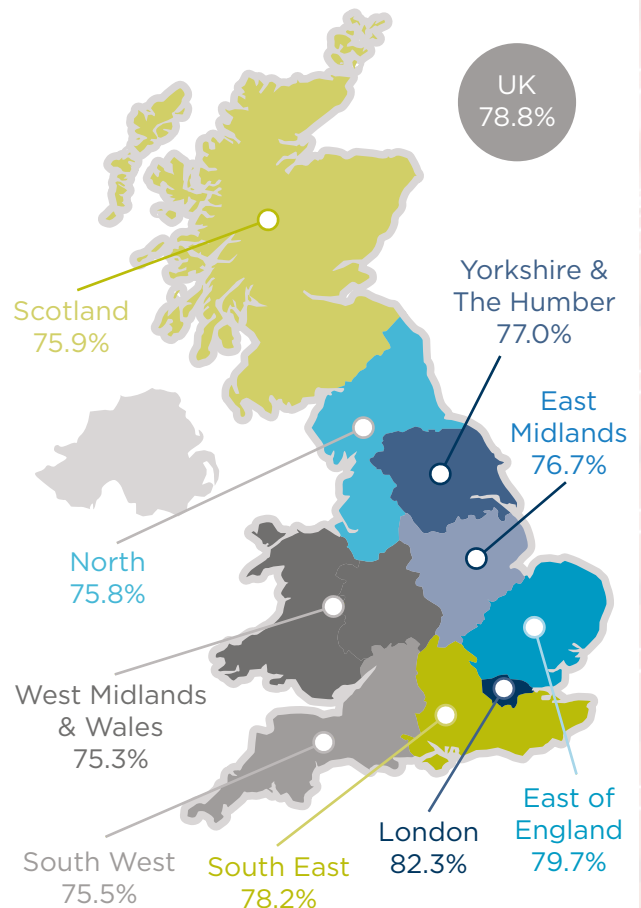 UK
78.8%
Scotland
75.9%
Yorkshire &
The Humber
77.0%
East
Midlands
76.7%
North
75.8%
West Midlands
& Wales
75.3%
East of
England
79.7%
London
82.3%
South West
75.5%
South East
78.2%